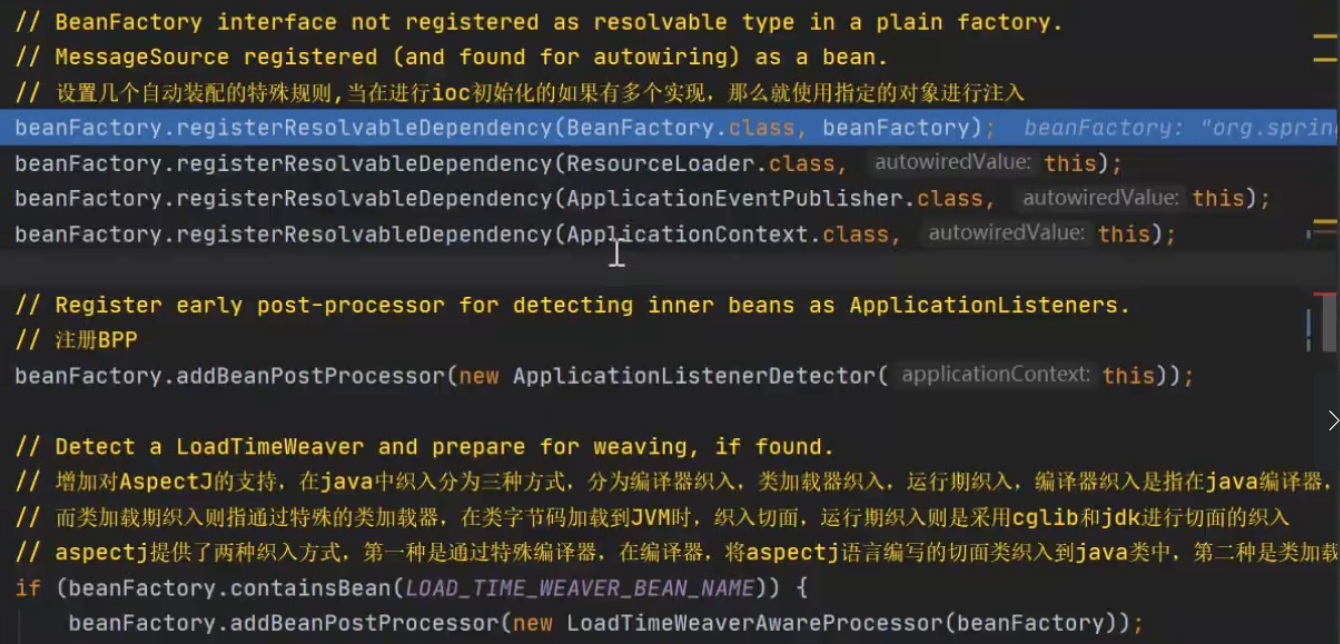 // BeanFactory interface not registered as resolvable type in a plain factory.
// MessageSource registered (and found for autowiring) as a bean.
// 设置几个自动装配的特殊规则,当在进行ioc初始化的如果有多个实现，那么就使用指定的对象进行注入
beanFactory.registerResolvableDependency(BeanFactory.class, beanFactory); beanFactory: "org.sprin
beanFactory.registerResolvableDependency(ResourceLoader.class, autowiredValue: this);
beanFactory.registerResolvableDependency(ApplicationEventPublisher.class, autowiredValue: this);
beanFactory.registerResolvableDependency(ApplicationContext.class, autowiredValue: this);
// Register early post-processor for detecting inner beans as ApplicationListeners.
// 注册BPP
beanFactory.addBeanPostProcessor(new ApplicationListenerDetector( applicationContext: this));
// Detect a LoadTimeWeaver and prepare for weaving, if found.
// 增加对AspectJ的支持，在java中织入分为三种方式，分为编译器织入，类加载器织入，运行期织入，编译器织入是指在java编译器，
// 而类加载期织入则指通过特殊的类加载器，在类字节码加载到JVM时，织入切面，运行期织入则是采用cglib和jdk进行切面的织入
// aspectj提供了两种织入方式，第一种是通过特殊编译器，在编译器，将aspectj语言编写的切面类织入到java类中，第二种是类加载
if (beanFactory.containsBean(LOAD_TIME_WEAVER_BEAN_NAME)) {
beanFactory.addBeanPostProcessor(new LoadTimeWeaverAwareProcessor(beanFactory));